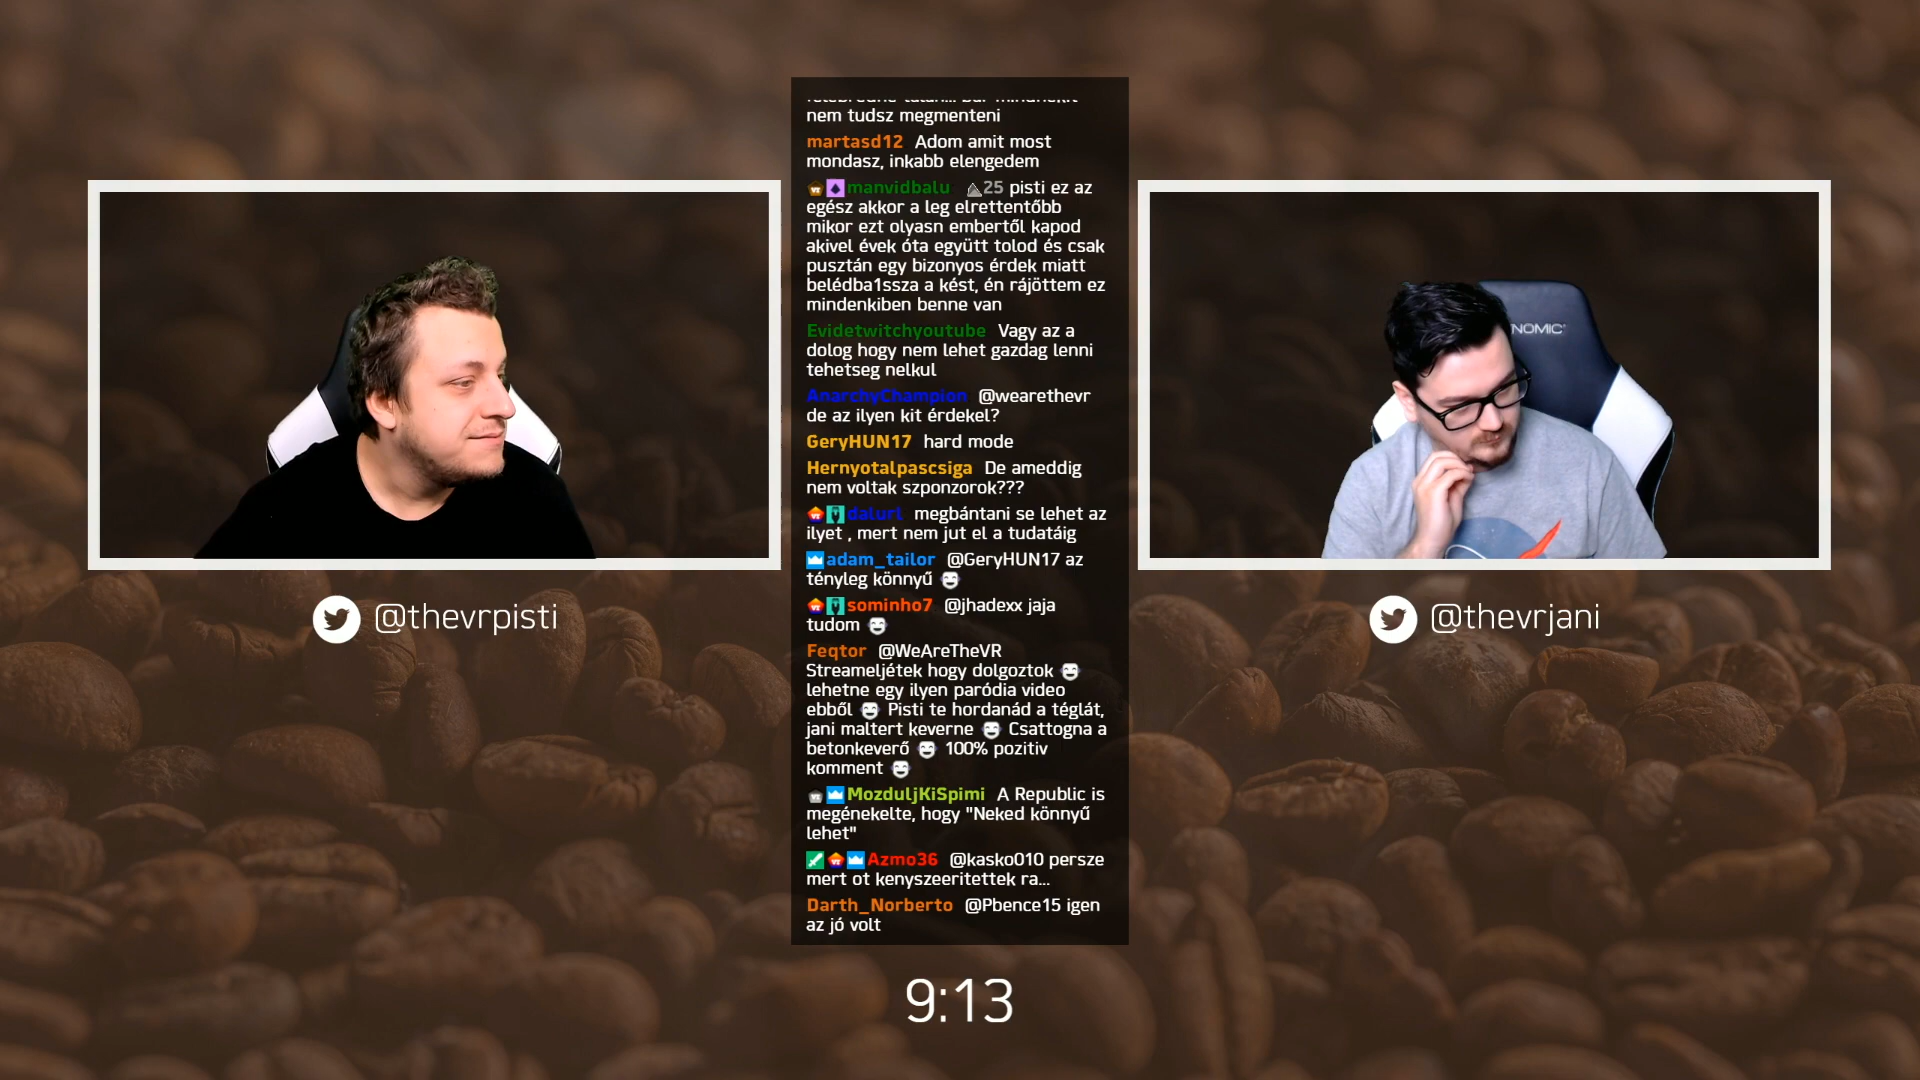 nem tudsz megmenteni
martasd12 Adom amit most
mondasz, inkabb elengedem
manvidbalu 25 pisti ez az
egész akkor a leg elrettentőbb
mikor ezt olyasn embertől kapod
akivel évek óta együtt tolod és csak
pusztán egy bizonyos érdek miatt
belédba1ssza a kést, én rájöttem ez
mindenkiben benne van
Evidetwitchyoutube Vagy az a
dolog hogy nem lehet gazdag lenni
tehetseg nelkul
AnarchyChampion @wearethevr
de az ilyen kit érdekel?
GeryHUN17 hard mode
Hernyotalpascsiga De ameddig
nem voltak szponzorok???
dalurl megbántani se lehet az
ilyet , mert nem jut el a tudatáig
adam_tailor @GeryHUN17 az
tényleg könnyű
sominho7 @jhadexx jaja
tudom
Feqtor @WeAreTheVR
Streameljétek hogy dolgoztok
lehetne egy ilyen paródia video
ebből Pisti te hordanád a téglát,
jani maltert keverne Csattogna a
betonkeverő 100% pozitiv
komment
MozduljKiSpimi A Republic is
megénekelte, hogy "Neked könnyű
lehet"
Azmo36 @kasko010 persze
mert ot kenyszeeritettek ra...
Darth_Norberto @Pbence15 igen
az jó volt
@thevrpisti
NOMIC
@thevrjani
9:13